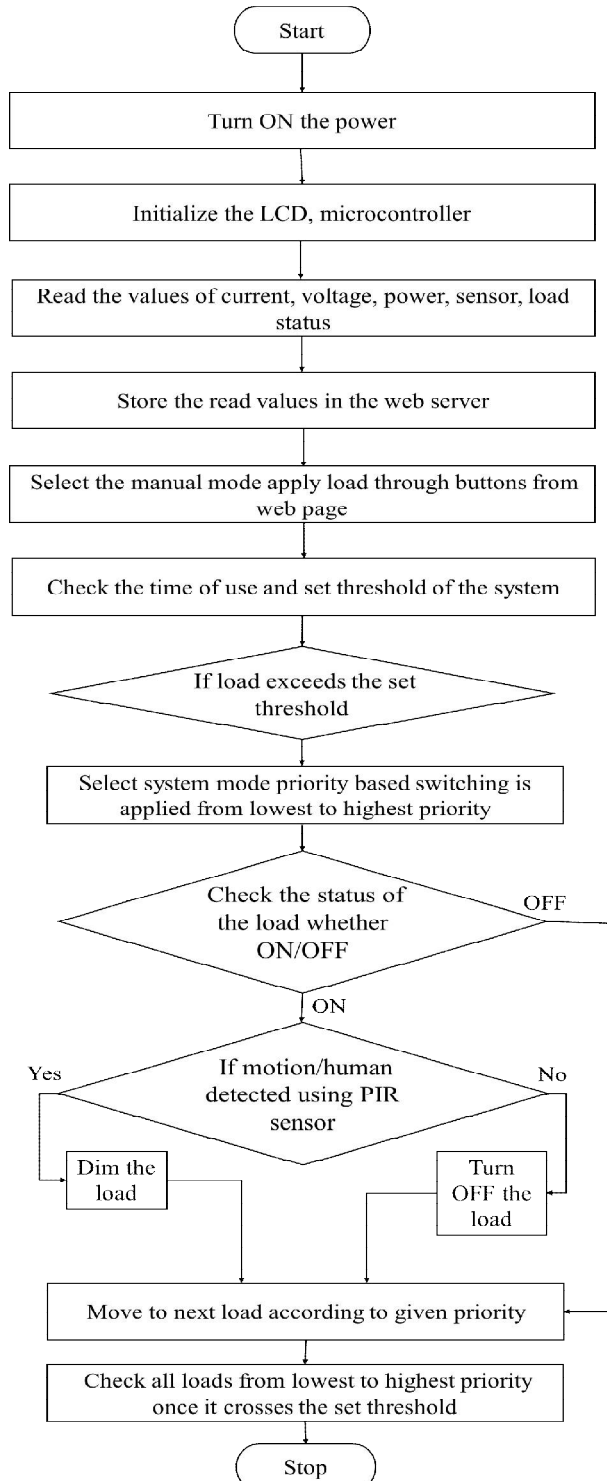 Start
Turn ON the power
Initialize the LCD, microcontroller
Read the values of current, voltage, power, sensor, load
status
Store the read values in the web server
Select the manual mode apply load through buttons from
web page
Check the time of use and set threshold of the system
If load exceeds the set
threshold
Select system mode priority based switching is
applied from lowest to highest priority
Check the status of
the load whether
ON/OFF
OFF
ON
If motion/human
detected using PIR
sensor
Yes
No
Dim the
load
Turn
OFF the
load
Move to next load according to given priority
Check all loads from lowest to highest priority
once it crosses the set threshold
Stop